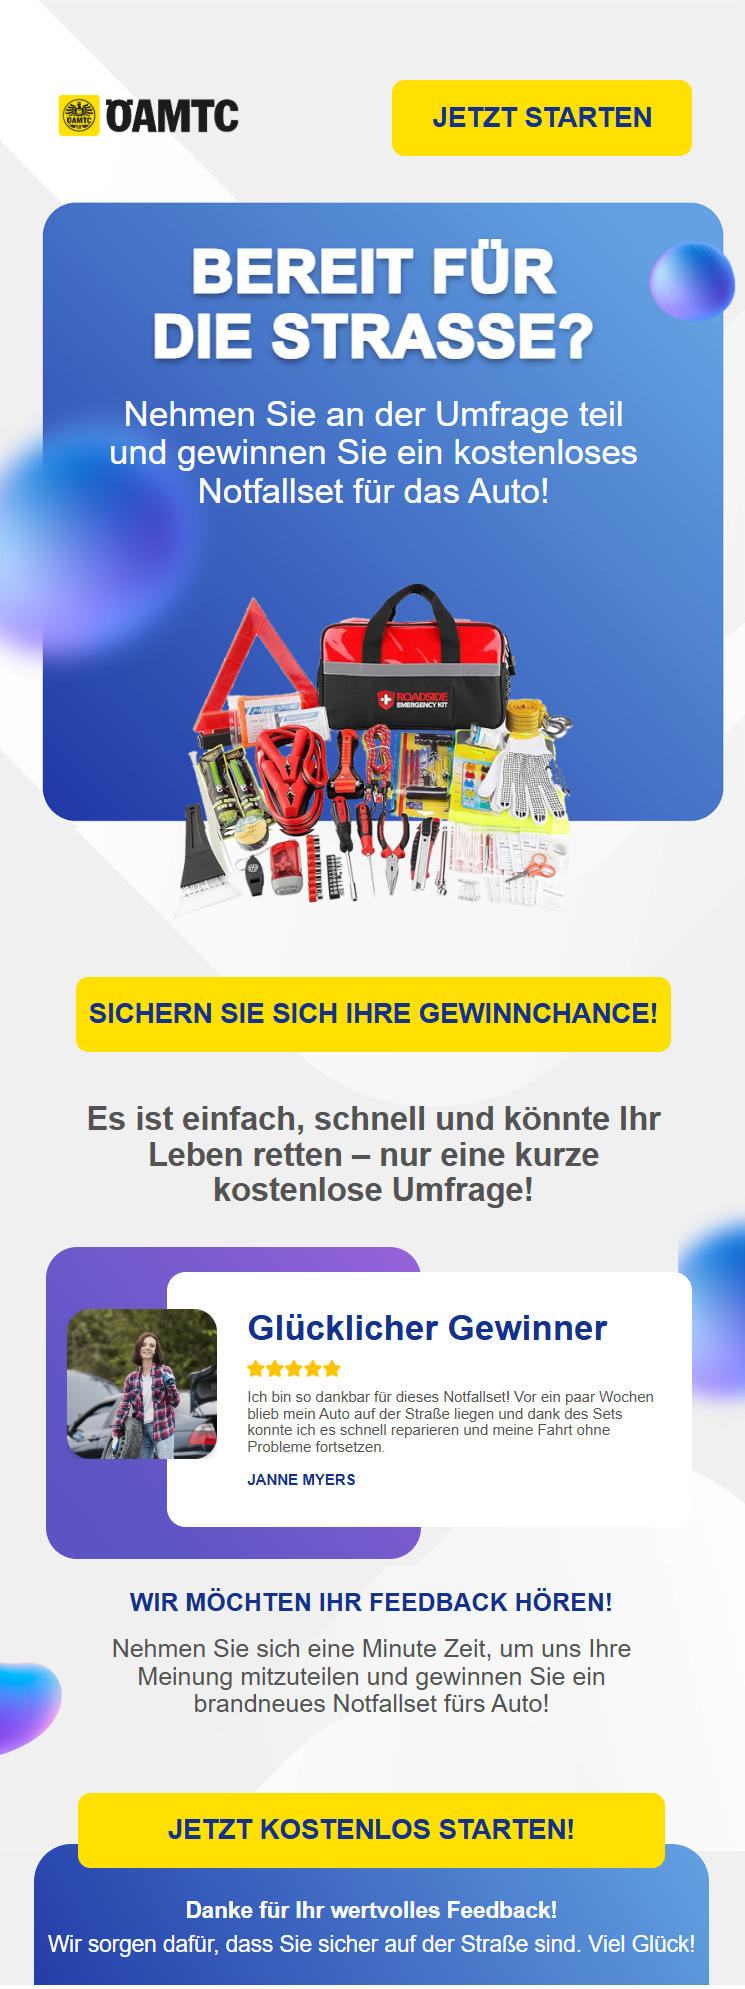 ÖAMTC
ÖAMTC
JETZT STARTEN
BEREIT FÜR
DIE STRASSE?
Nehmen Sie an der Umfrage teil
und gewinnen Sie ein kostenloses
Notfallset für das Auto!
ROADSIDE
EMERGENCY KIT
SICHERN SIE SICH IHRE GEWINNCHANCE!
Es ist einfach, schnell und könnte Ihr
Leben retten – nur eine kurze
kostenlose Umfrage!
Glücklicher Gewinner
Ich bin so dankbar für dieses Notfallset! Vor ein paar Wochen
blieb mein Auto auf der Straße liegen und dank des Sets
konnte ich es schnell reparieren und meine Fahrt ohne
Probleme fortsetzen.
JANNE MYERS
WIR MÖCHTEN IHR FEEDBACK HÖREN!
Nehmen Sie sich eine Minute Zeit, um uns Ihre
Meinung mitzuteilen und gewinnen Sie ein
brandneues Notfallset fürs Auto!
JETZT KOSTENLOS STARTEN!
Danke für Ihr wertvolles Feedback!
Wir sorgen dafür, dass Sie sicher auf der Straße sind. Viel Glück!